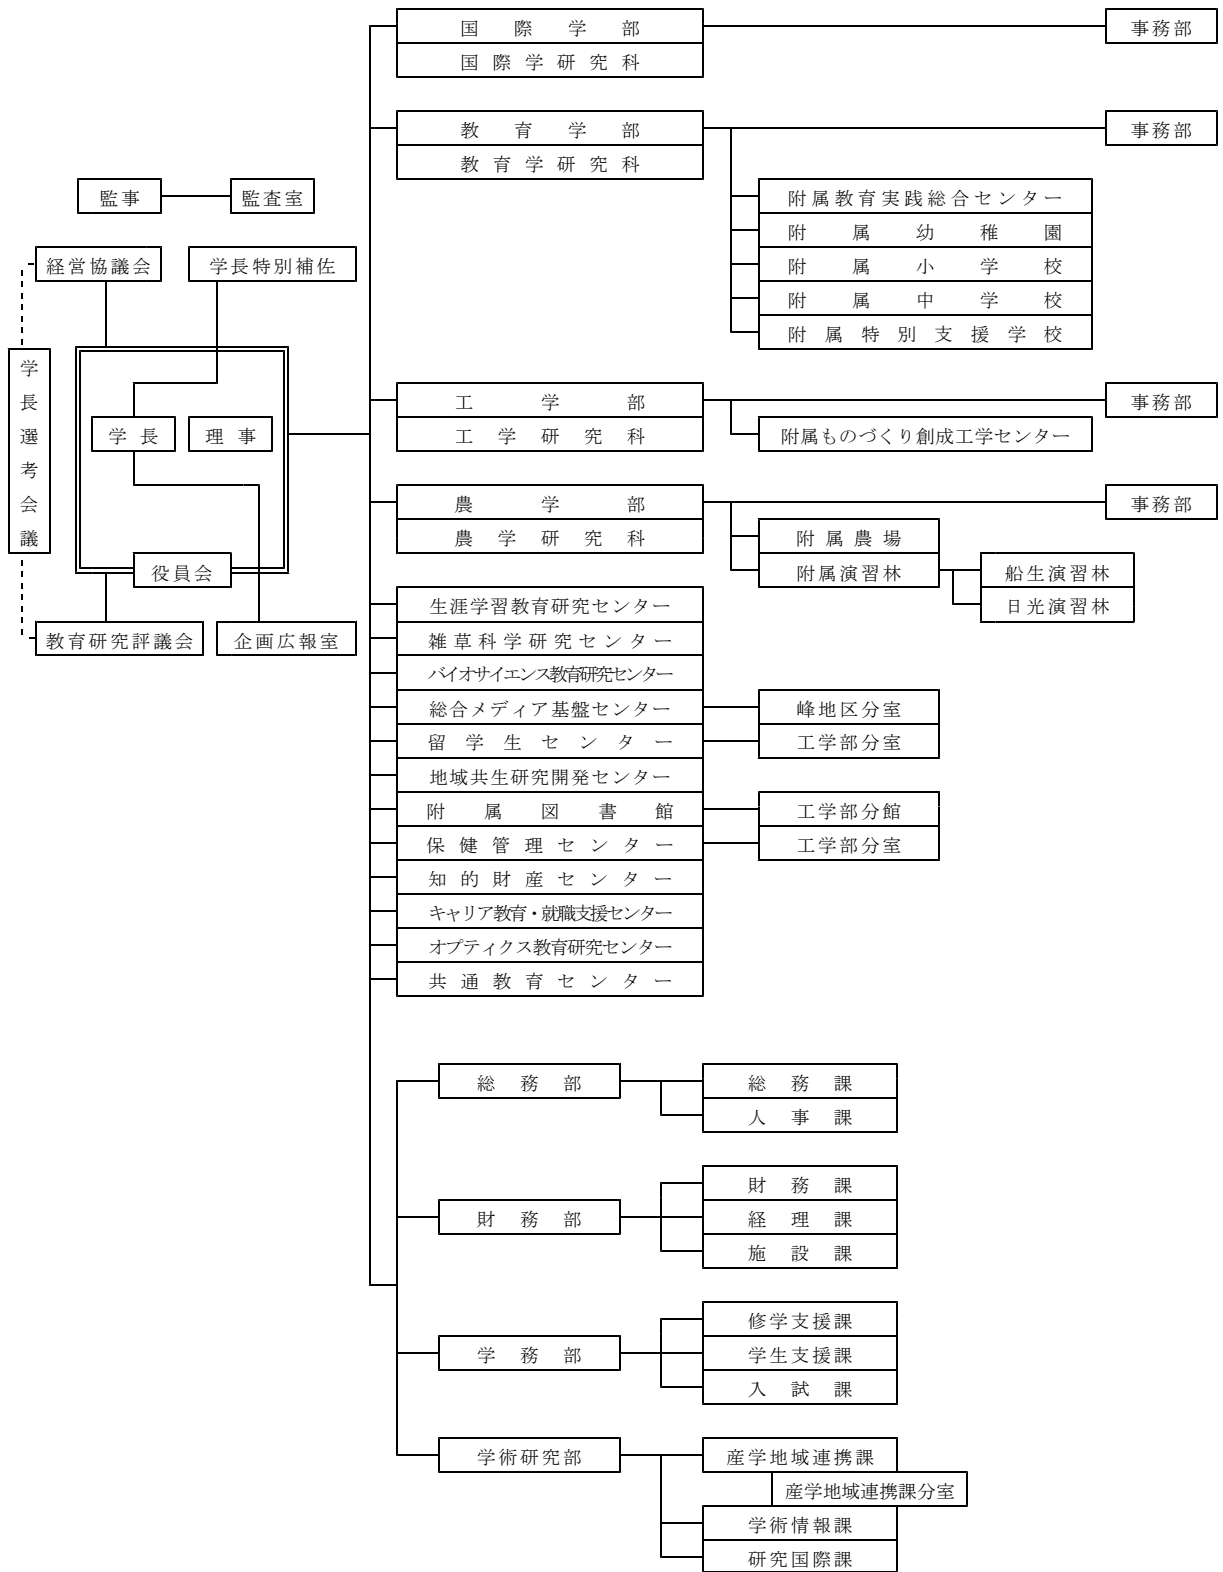 国際学部
事務部
国際学研究科
教育学部
事務部
教育学研究科
監事
監査室
附属教育実践総合センター
附属幼稚園
経営協議会
学長特別補佐
附属小学校
附属中学校
附属特別支援学校
学長選考会議
工学部
事務部
学長
理事
工学研究科
附属ものづくり創成工学センター
農学部
事務部
農学研究科
附属農場
役員会
附属演習林
船生演習林
日光演習林
生涯学習教育研究センター
教育研究評議会
企画広報室
雑草科学研究センター
バイオサイエンス教育研究センター
総合メディア基盤センター
峰地区分室
留学生センター
工学部分室
地域共生研究開発センター
附属図書館
工学部分館
保健管理センター
工学部分室
知的財産センター
キャリア教育・就職支援センター
オプティクス教育研究センター
共通教育センター
総務部
総務課
人事課
財務課
財務部
経理課
施設課
修学支援課
学務部
学生支援課
入試課
学術研究部
産学地域連携課
産学地域連携課分室
学術情報課
研究国際課